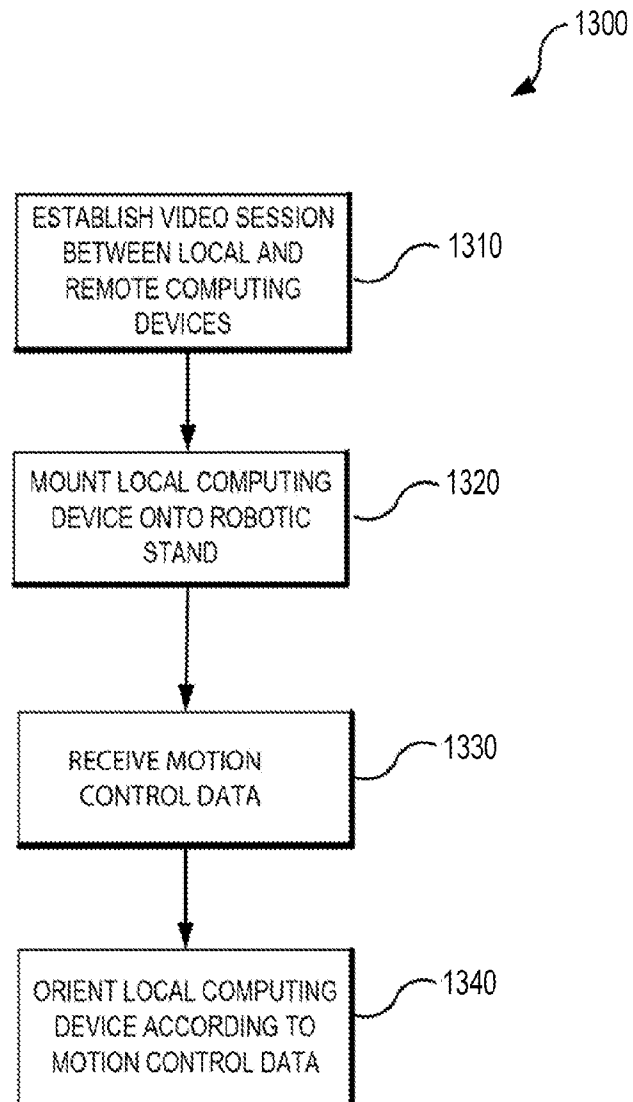 1300
ESTABLISH VIDEO SESSION
BETWEEN LOCAL AND
REMOTE COMPUTING
DEVICES
1310
MOUNT LOCAL COMPUTING
DEVICE ONTO ROBOTIC
STAND
1320
RECEIVE MOTION
CONTROL DATA
1330
ORIENT LOCAL COMPUTING
DEVICE ACCORDING TO
MOTION CONTROL DATA
1340